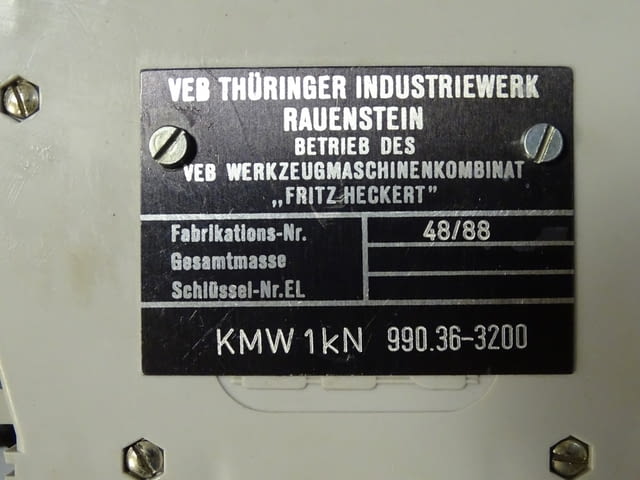 VEB THÜRINGER INDUSTRIEWERK
RAUENSTEIN
BETRIEB DES
VEB WERKZEUGMASCHINENKOMBINAT
„FRITZ HECKERT”
Fabrikations-Nr. 48/88
Gesamtmasse
Schlüssel-Nr.EL
KMW 1kN 990.36-3200